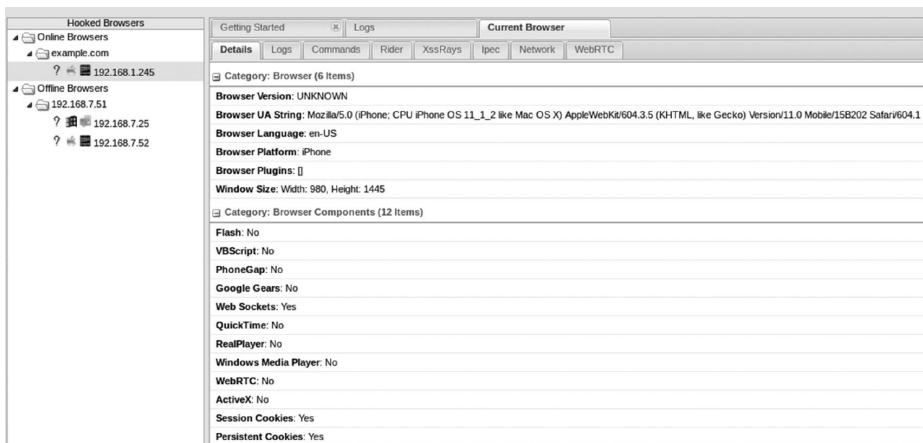 Hooked Browsers
Online Browsers
example.com
? 192.168.1.245
Offline Browsers
192.168.7.51
? 192.168.7.25
? 192.168.7.52
Getting Started Logs Current Browser
Details Logs Commands Rider XssRays Ipec Network WebRTC
Category: Browser (6 Items)
Browser Version: UNKNOWN
Browser UA String: Mozilla/5.0 (iPhone; CPU iPhone OS 11_1_2 like Mac OS X) AppleWebKit/604.3.5 (KHTML, like Gecko) Version/11.0 Mobile/15B202 Safari/604.1
Browser Language: en-US
Browser Platform: iPhone
Browser Plugins: []
Window Size: Width: 980, Height: 1445
Category: Browser Components (12 Items)
Flash: No
VBScript: No
PhoneGap: No
Google Gears: No
Web Sockets: Yes
QuickTime: No
RealPlayer: No
Windows Media Player: No
WebRTC: No
ActiveX: No
Session Cookies: Yes
Persistent Cookies: Yes